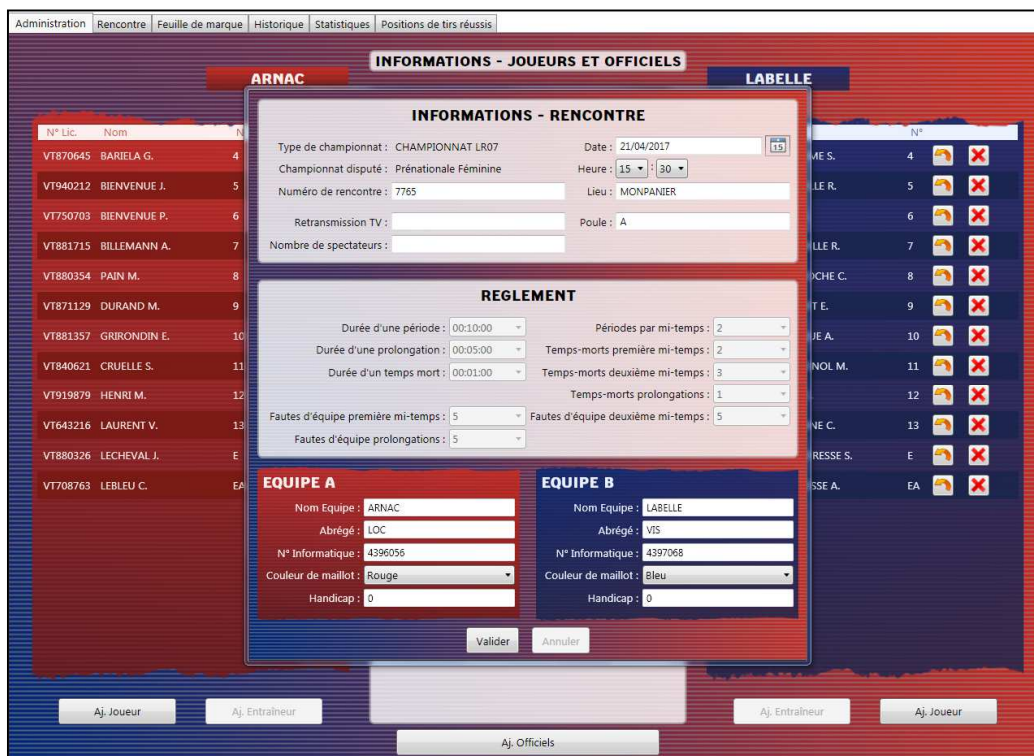 Administration Rencontre Feuille de marque Historique Statistiques Positions de tirs réussis
INFORMATIONS - JOUEURS ET OFFICIELS
ARNAC LABELLE
N° Lic. Nom
VT870645 BARIELA G. 4
VT940212 BIENVENUE J. 5
VT750703 BIENVENUE P. 6
VT881715 BILLEMANN A. 7
VT880354 PAIN M. 8
VT871129 DURAND M. 9
VT881357 GRIRONDIN E. 10
VT840621 CRUELLE S. 11
VT919879 HENRI M. 12
VT643216 LAURENT V. 13
VT880326 LECHEVAL J. E
VT708763 LEBLEU C. EA
INFORMATIONS - RENCONTRE
Type de championnat : CHAMPIONNAT LR07 Date : 21/04/2017 15
Championnat disputé : Prénationale Féminine Heure : 15 : 30
Numéro de rencontre : 7765 Lieu : MONPANIER
Retransmission TV : Poule : A
Nombre de spectateurs :
REGLEMENT
Durée d'une période : 00:10:00 Périodes par mi-temps : 2
Durée d'une prolongation : 00:05:00 Temps-morts première mi-temps : 2
Durée d'un temps mort : 00:01:00 Temps-morts deuxième mi-temps : 3
Temps-morts prolongations : 1
Fautes d'équipe première mi-temps : 5 Fautes d'équipe deuxième mi-temps : 5
Fautes d'équipe prolongations : 5
EQUIPE A
Nom Equipe : ARNAC
Abrégé : LOC
N° Informatique : 4396056
Couleur de maillot : Rouge
Handicap : 0
EQUIPE B
Nom Equipe : LABELLE
Abrégé : VIS
N° Informatique : 4397068
Couleur de maillot : Bleu
Handicap : 0
Valider Annuler
N°
ME S. 4
LLE R. 5
6
LLE R. 7
OCHE C. 8
T E. 9
UE A. 10
NOL M. 11
12
NE C. 13
RESSE S. E
SSE A. EA
Aj. Joueur Aj. Entraîneur Aj. Entraîneur Aj. Joueur
Aj. Officiels